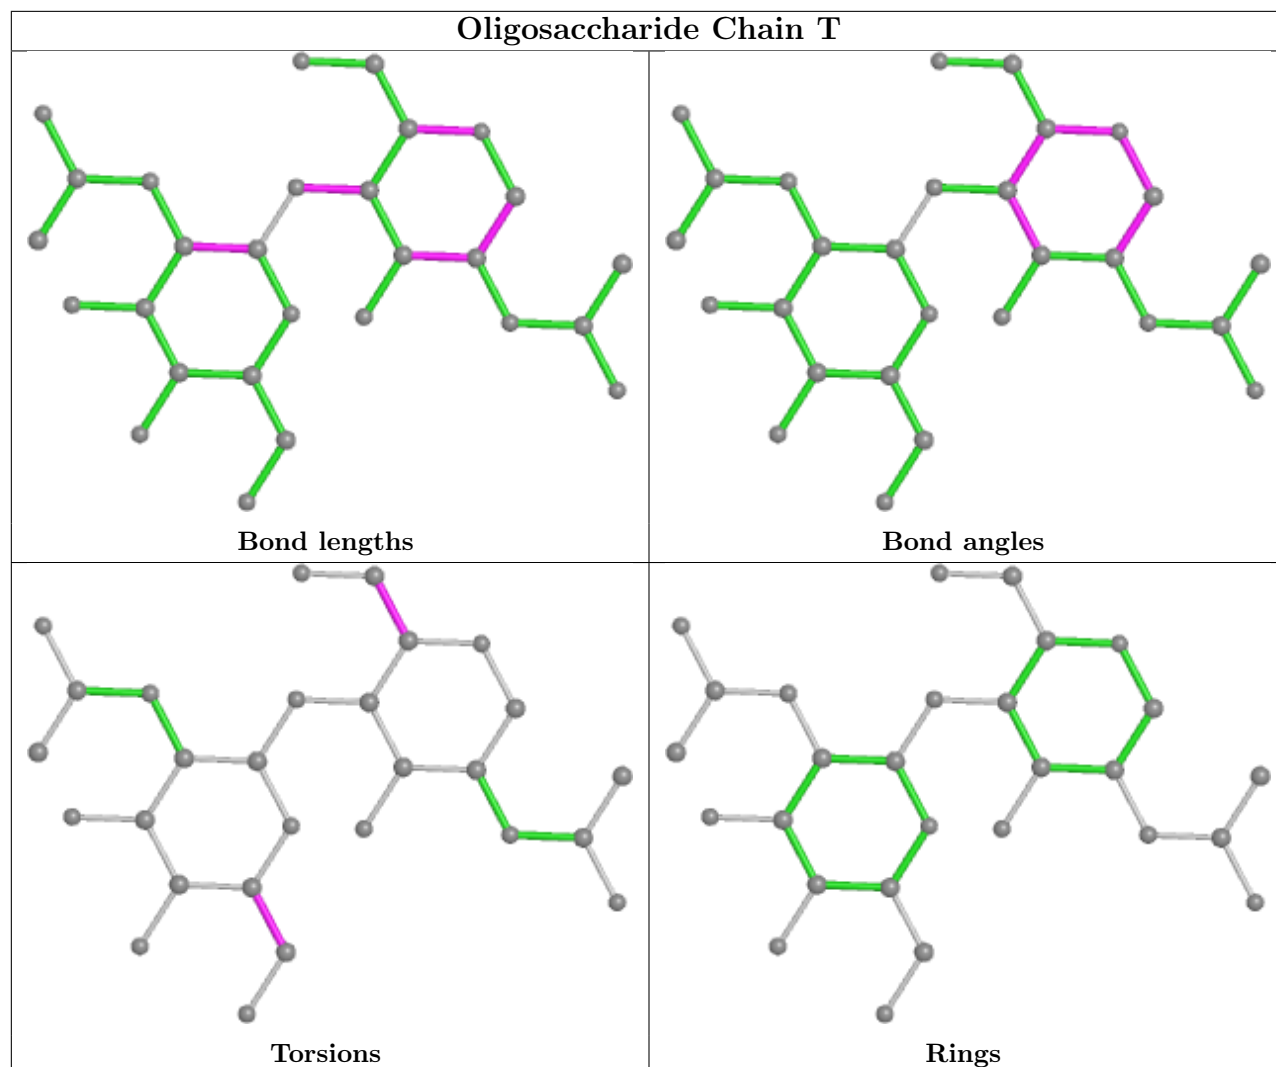 Oligosaccharide Chain T
Bond lengths
Bond angles
Torsions
Rings